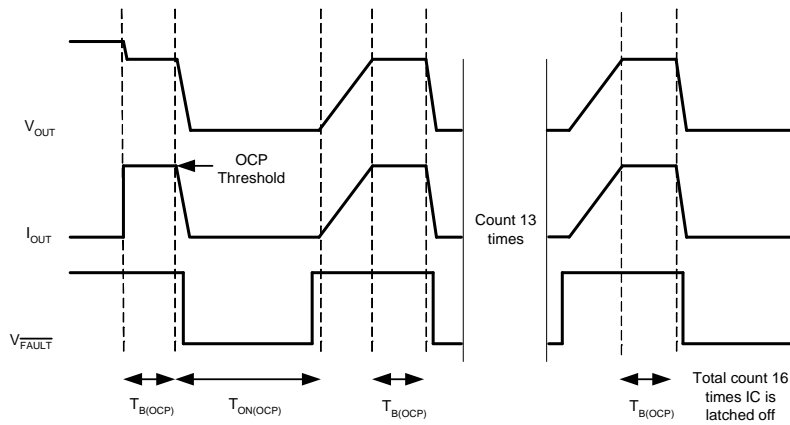 V_OUT
OCP
Threshold
I_OUT
Count 13
times
V_F̅A̅U̅L̅T̅
T_B(OCP)
T_ON(OCP)
T_B(OCP)
T_B(OCP)
Total count 16
times IC is
latched off